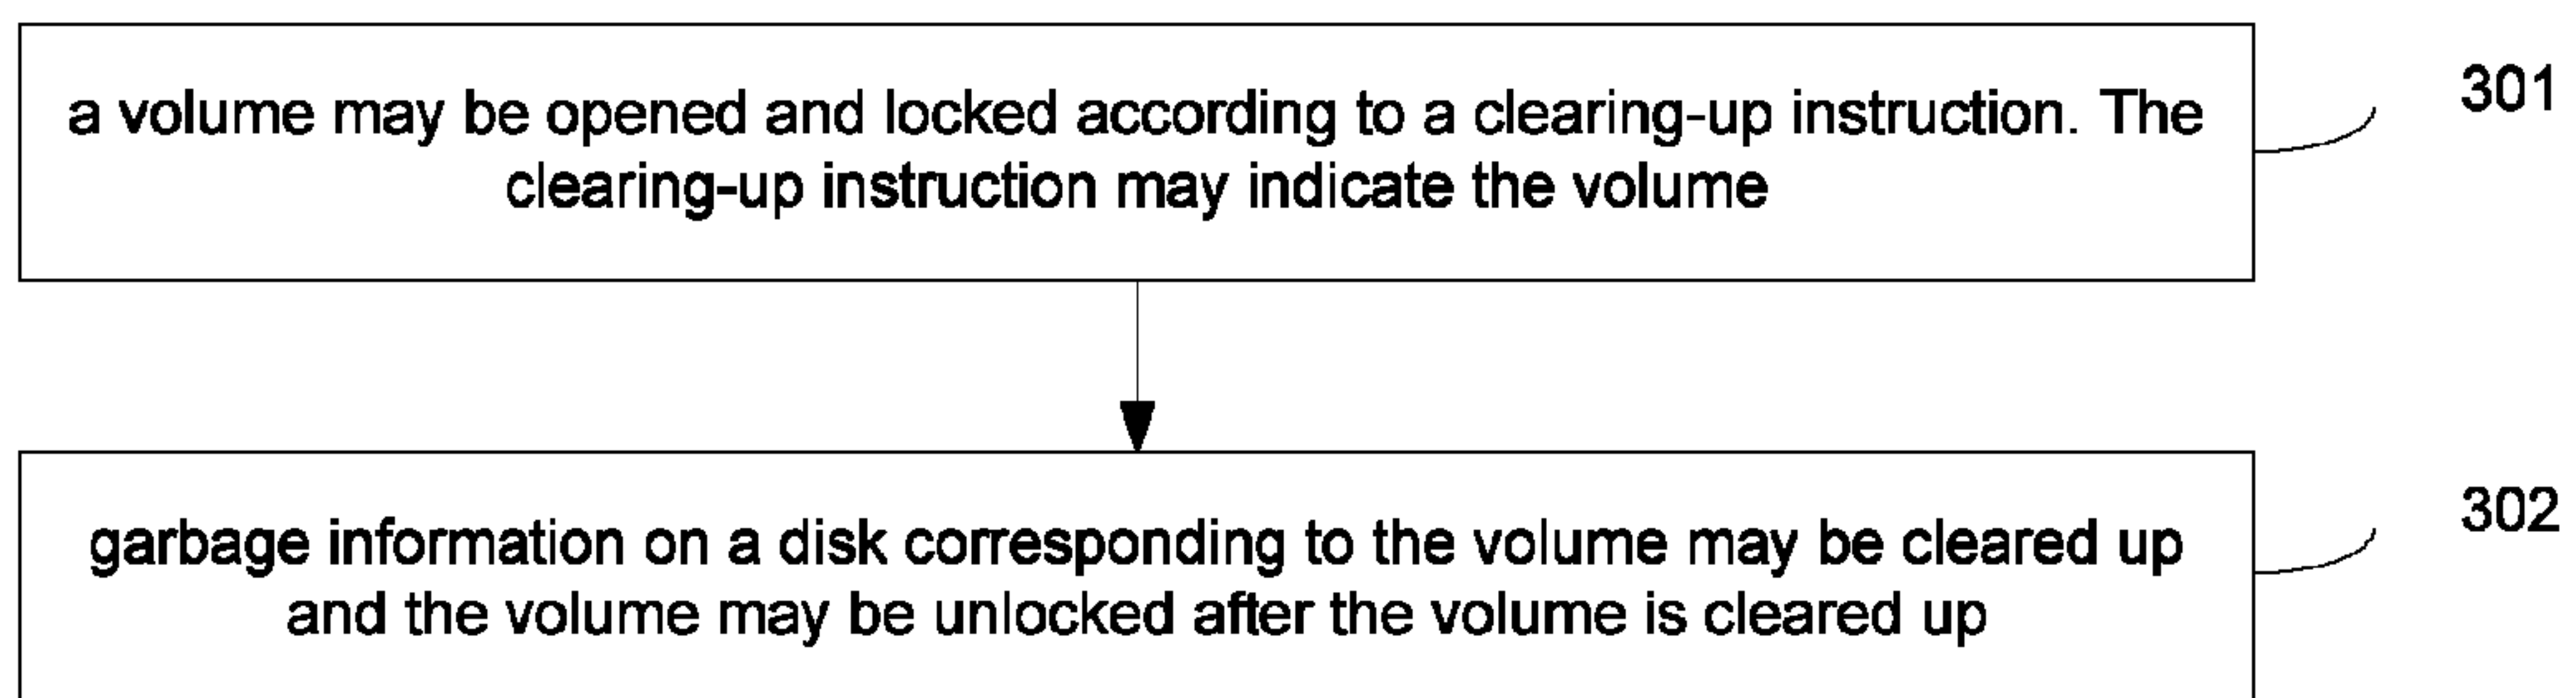 a volume may be opened and locked according to a clearing-up instruction. The
clearing-up instruction may indicate the volume
301
garbage information on a disk corresponding to the volume may be cleared up
and the volume may be unlocked after the volume is cleared up
302